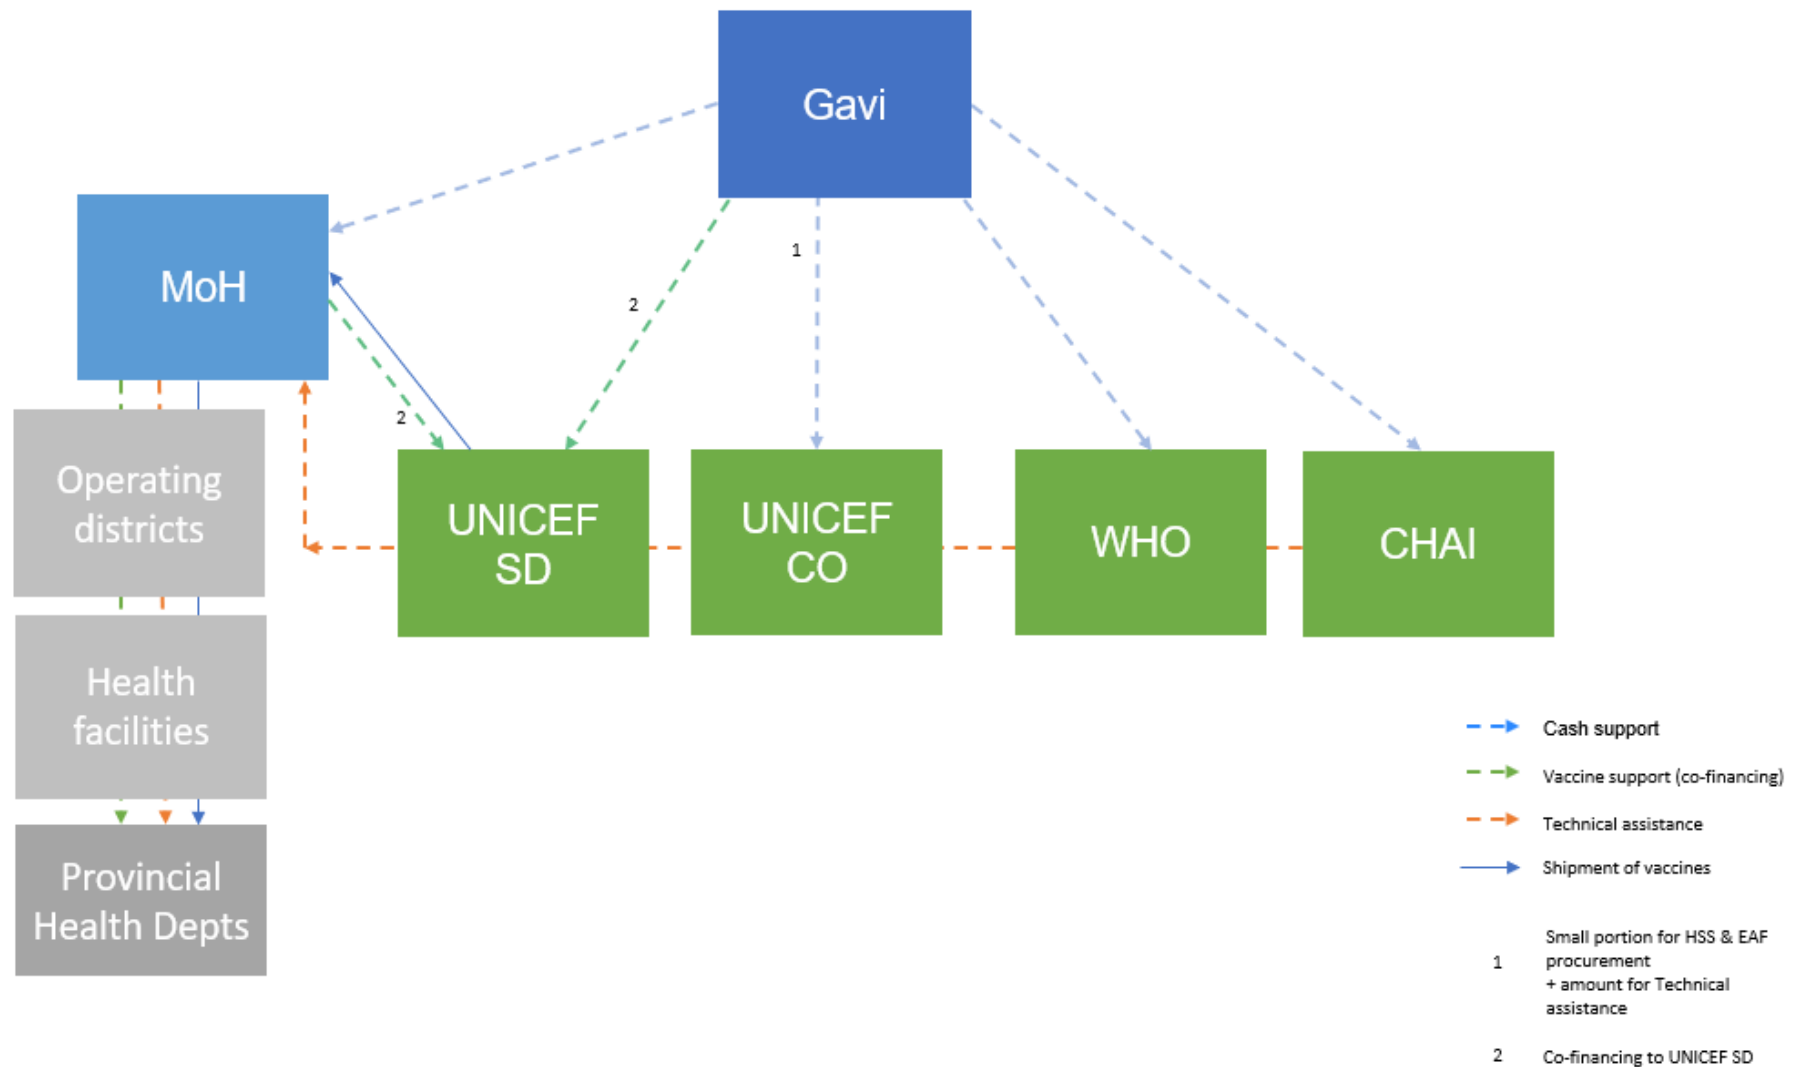 Gavi
MoH
1
2
2
Operating
districts
UNICEF
SD
UNICEF
CO
WHO
CHAI
Health
facilities
Provincial
Health Depts
Cash support
Vaccine support (co-financing)
Technical assistance
Shipment of vaccines
1
Small portion for HSS & EAF
procurement
+ amount for Technical
assistance
2 Co-financing to UNICEF SD